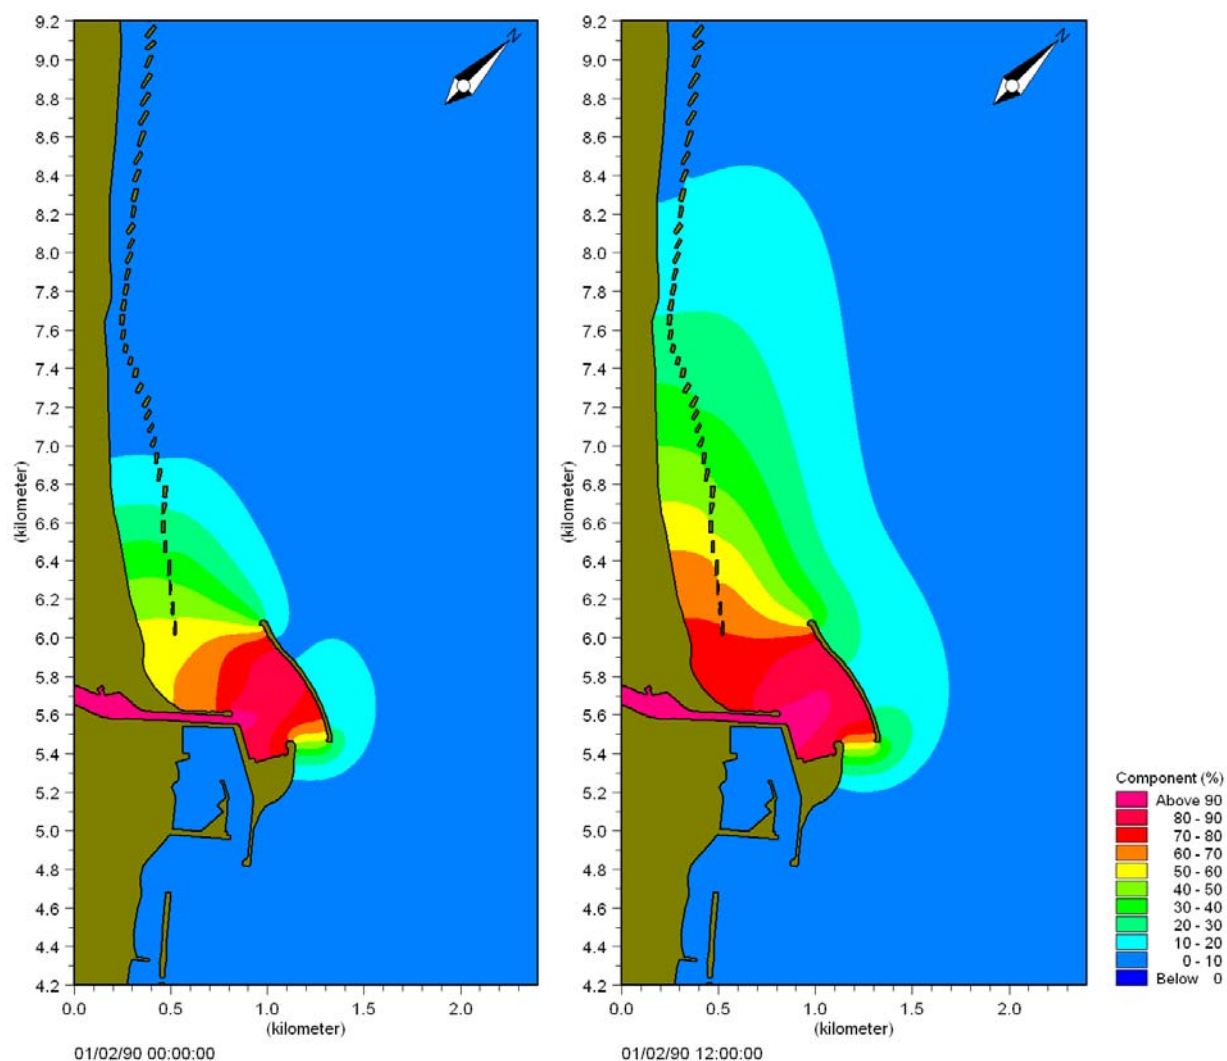 9.2
9.0
8.8
8.6
8.4
8.2
8.0
7.8
7.6
7.4
7.2
7.0
6.8
6.6
6.4
6.2
6.0
5.8
5.6
5.4
5.2
5.0
4.8
4.6
4.4
4.2
(kilometer)
N
0.0 0.5 1.0 1.5 2.0
(kilometer)
01/02/90 00:00:00
9.2
9.0
8.8
8.6
8.4
8.2
8.0
7.8
7.6
7.4
7.2
7.0
6.8
6.6
6.4
6.2
6.0
5.8
5.6
5.4
5.2
5.0
4.8
4.6
4.4
4.2
(kilometer)
N
0.0 0.5 1.0 1.5 2.0
(kilometer)
01/02/90 12:00:00
Component (%)
Above 90
80 - 90
70 - 80
60 - 70
50 - 60
40 - 50
30 - 40
20 - 30
10 - 20
0 - 10
Below 0